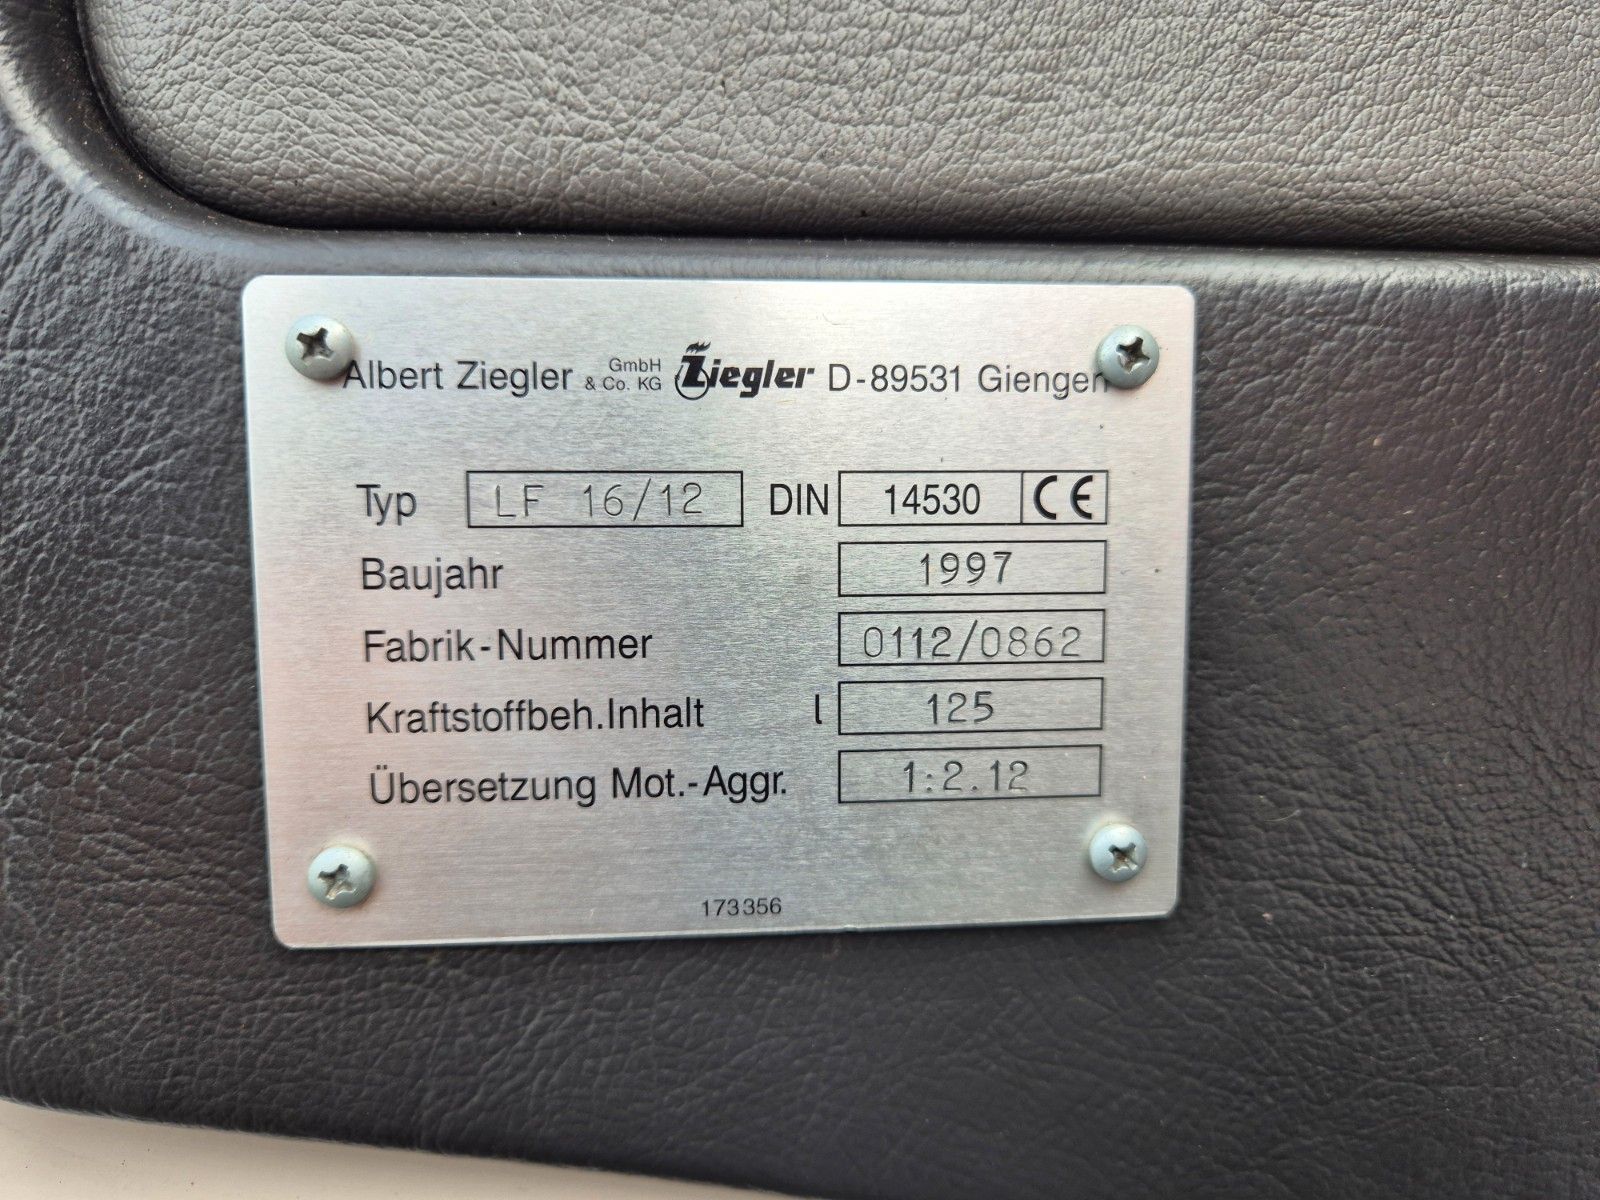 Albert Ziegler GmbH & Co. KG Ziegler D-89531 Giengen
Typ LF 16/12 DIN 14530 CE
Baujahr 1997
Fabrik-Nummer 0112/0862
Kraftstoffbeh.Inhalt l 125
Übersetzung Mot.-Aggr. 1:2.12
173356